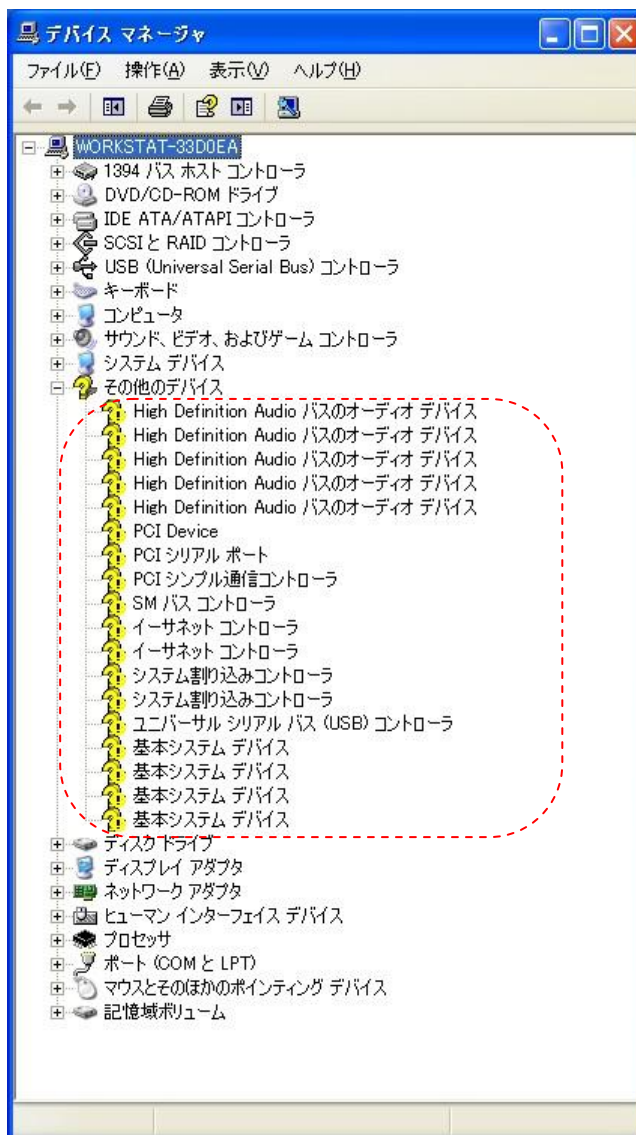 デバイス マネージャ
ファイル(F) 操作(A) 表示(V) ヘルプ(H)
WORKSTAT-33D0EA
1394 バス ホスト コントローラ
DVD/CD-ROM ドライブ
IDE ATA/ATAPI コントローラ
SCSI と RAID コントローラ
USB (Universal Serial Bus) コントローラ
キーボード
コンピュータ
サウンド、ビデオ、およびゲーム コントローラ
システム デバイス
その他のデバイス
High Definition Audio バスのオーディオ デバイス
High Definition Audio バスのオーディオ デバイス
High Definition Audio バスのオーディオ デバイス
High Definition Audio バスのオーディオ デバイス
High Definition Audio バスのオーディオ デバイス
PCI Device
PCI シリアル ポート
PCI シンプル通信コントローラ
SM バス コントローラ
イーサネット コントローラ
イーサネット コントローラ
システム割り込みコントローラ
システム割り込みコントローラ
ユニバーサル シリアル バス (USB) コントローラ
基本システム デバイス
基本システム デバイス
基本システム デバイス
基本システム デバイス
ディスク ドライブ
ディスプレイ アダプタ
ネットワーク アダプタ
ヒューマン インターフェイス デバイス
プロセッサ
ポート (COM と LPT)
マウスとそのほかのポインティング デバイス
記憶域ボリューム